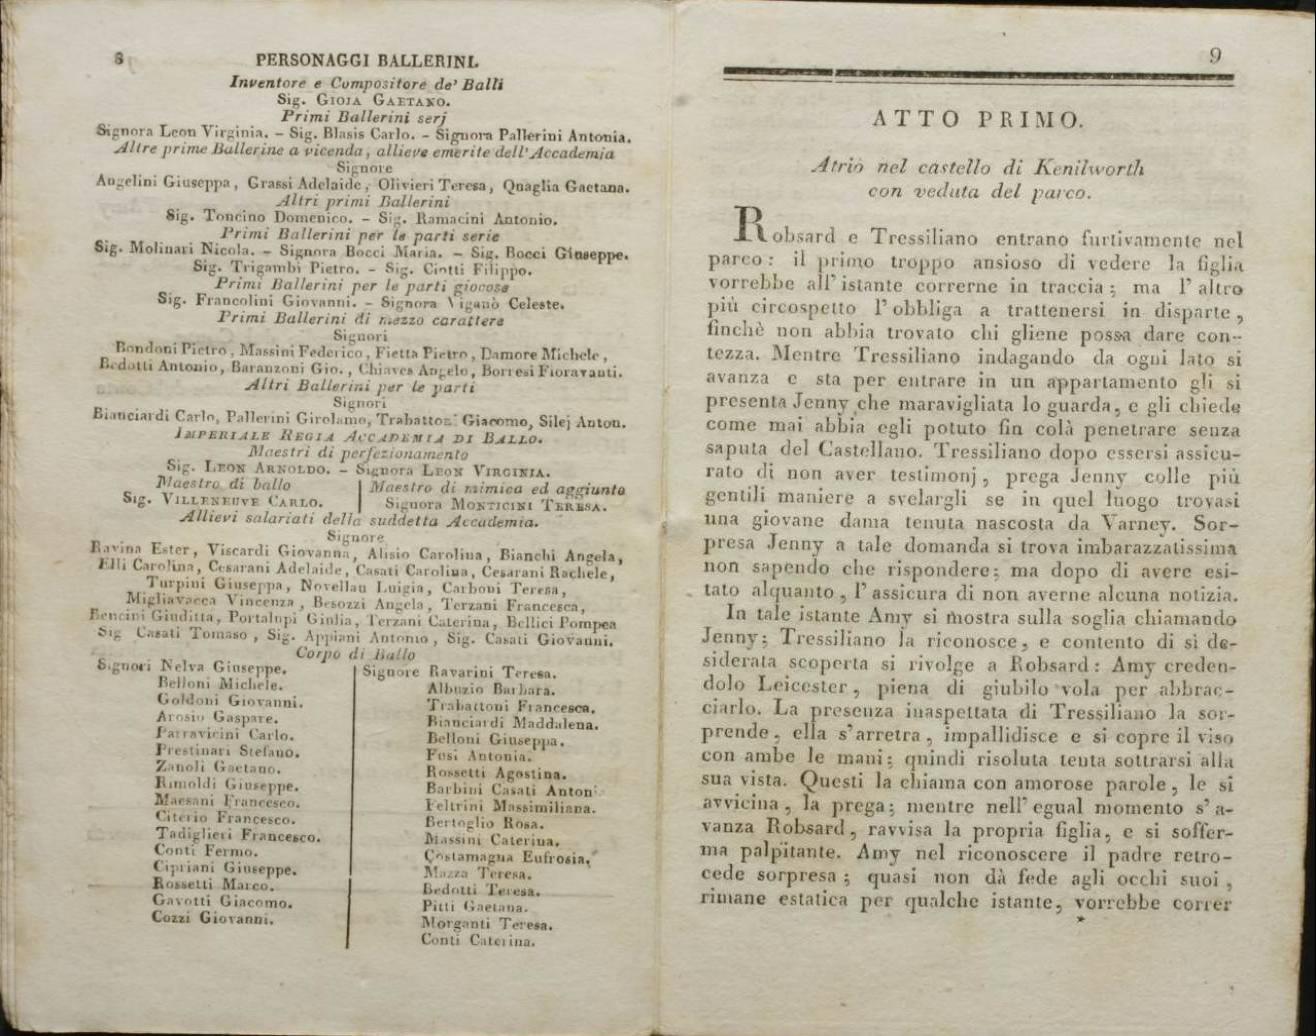 8
PERSONAGGI BALLERINI.
Inventore e Compositore de' Balli
Sig. GIOJA GAETANO.
Primi Ballerini serj
Signora Leon Virginia. – Sig. Blasis Carlo. – Signora Pallerini Antonia.
Altre prime Ballerine a vicenda, allieve emerite dell'Accademia
Signore
Angelini Giuseppa, Grassi Adelaide, Olivieri Teresa, Quaglia Gaetana.
Altri primi Ballerini
Sig. Toncino Domenico. – Sig. Ramacini Antonio.
Primi Ballerini per le parti serie
Sig. Molinari Nicola. – Signora Bocci Maria. – Sig. Bocci Giuseppe.
Sig. Trigambi Pietro. – Sig. Ciotti Filippo.
Primi Ballerini per le parti giocose
Sig. Francolini Giovanni. – Signora Viganò Celeste.
Primi Ballerini di mezzo carattere
Signori
Bondoni Pietro, Massini Federico, Fietta Pietro, Damore Michele,
Bedotti Antonio, Baranzoni Gio., Chiaves Angelo, Borresi Fioravanti.
Altri Ballerini per le parti
Signori
Bianciardi Carlo, Pallerini Girolamo, Trabattoni Giacomo, Silej Anton.
IMPERIALE REGIA ACCADEMIA DI BALLO.
Maestri di perfezionamento
Sig. LEON ARNOLDO. – Signora LEON VIRGINIA.
Maestro di ballo
Sig. VILLENEUVE CARLO.
Maestro di mimica ed aggiunto
Signora MONTICINI TERESA.
Allievi salariati della suddetta Accademia.
Signore
Ravina Ester, Viscardi Giovanna, Alisio Carolina, Bianchi Angela,
Elli Carolina, Cesarani Adelaide, Casati Carolina, Cesarani Rachele,
Turpini Giuseppa, Novellau Luigia, Carboni Teresa,
Migliavacca Vincenza, Besozzi Angela, Terzani Francesca,
Bencini Giuditta, Portalupi Giulia, Terzani Caterina, Bellici Pompea
Sig. Casati Tomaso, Sig. Appiani Antonio, Sig. Casati Giovanni.
Corpo di Ballo
Signori Nelva Giuseppe.
Belloni Michele.
Goldoni Giovanni.
Arosio Gaspare.
Parravicini Carlo.
Prestinari Stefano.
Zanoli Gaetano.
Rimoldi Giuseppe.
Maesani Francesco.
Citerio Francesco.
Tadiglieri Francesco.
Conti Fermo.
Cipriani Giuseppe.
Rossetti Marco.
Gavotti Giacomo.
Cozzi Giovanni.
Signore Ravarini Teresa.
Albuzio Barbara.
Trabattoni Francesca.
Bianciardi Maddalena.
Belloni Giuseppa.
Fusi Antonia.
Rossetti Agostina.
Barbini Casati Anton.
Feltrini Massimiliana.
Bertoglio Rosa.
Massini Caterina.
Costamagna Eufrosia.
Mazza Teresa.
Bedotti Teresa.
Pitti Gaetana.
Morganti Teresa.
Conti Caterina.
9
ATTO PRIMO.
Atrio nel castello di Kenilworth
con veduta del parco.
Robsard e Tressiliano entrano furtivamente nel
parco: il primo troppo ansioso di vedere la figlia
vorrebbe all'istante correrne in traccia; ma l'altro
più circospetto l'obbliga a trattenersi in disparte,
finchè non abbia trovato chi gliene possa dare con-
tezza. Mentre Tressiliano indagando da ogni lato si
avanza e sta per entrare in un appartamento gli si
presenta Jenny che maravigliata lo guarda, e gli chiede
come mai abbia egli potuto fin colà penetrare senza
saputa del Castellano. Tressiliano dopo essersi assicu-
rato di non aver testimonj, prega Jenny colle più
gentili maniere a svelargli se in quel luogo trovasi
una giovane dama tenuta nascosta da Varney. Sor-
presa Jenny a tale domanda si trova imbarazzatissima
non sapendo che rispondere; ma dopo di avere esi-
tato alquanto, l'assicura di non averne alcuna notizia.
In tale istante Amy si mostra sulla soglia chiamando
Jenny; Tressiliano la riconosce, e contento di sì de-
siderata scoperta si rivolge a Robsard: Amy creden-
dolo Leicester, piena di giubilo vola per abbrac-
ciarlo. La presenza inaspettata di Tressiliano la sor-
prende, ella s'arretra, impallidisce e si copre il viso
con ambe le mani; quindi risoluta tenta sottrarsi alla
sua vista. Questi la chiama con amorose parole, le si
avvicina, la prega; mentre nell'egual momento s'a-
vanza Robsard, ravvisa la propria figlia, e si soffer-
ma palpitante. Amy nel riconoscere il padre retro-
cede sorpresa; quasi non dà fede agli occhi suoi,
rimane estatica per qualche istante, vorrebbe correr
*